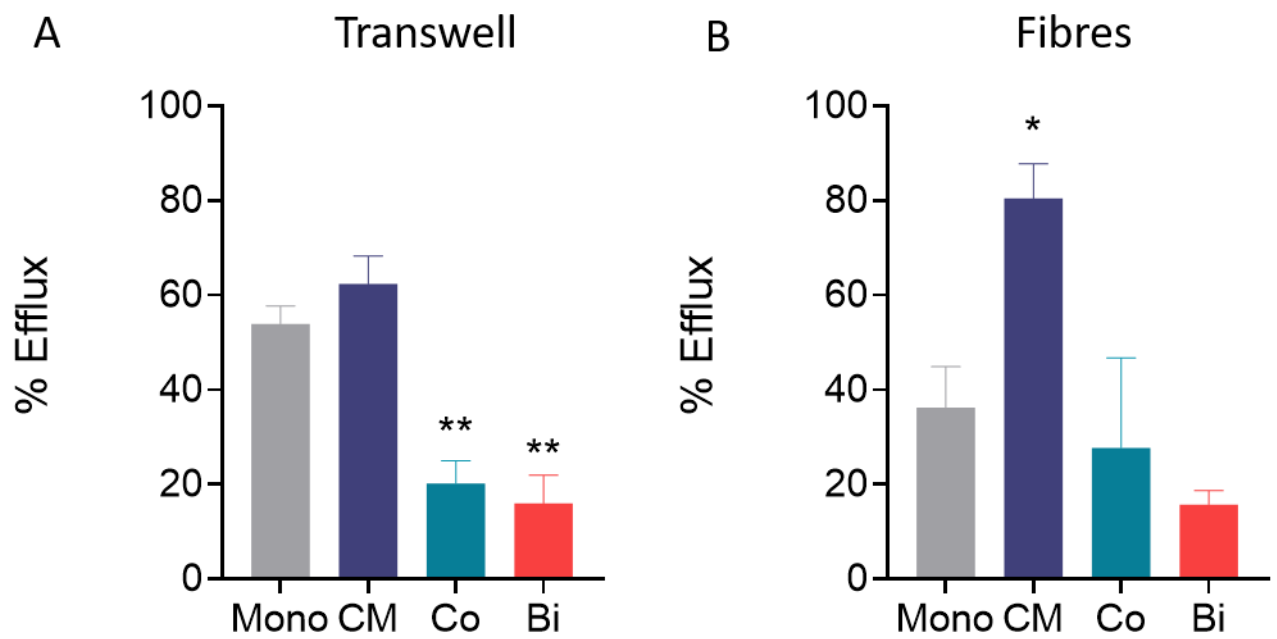 A
Transwell
% Efflux
100
80
60
40
20
0
**
**
Mono CM Co Bi
B
Fibres
% Efflux
100
80
60
40
20
0
*
Mono CM Co Bi